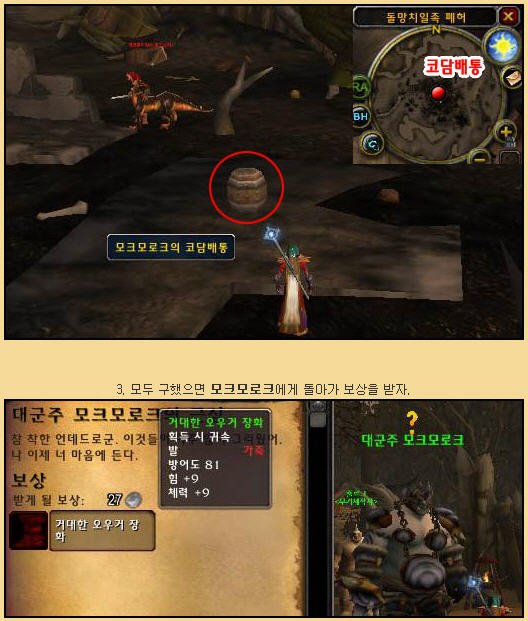 돌망치일족 폐허
N
코담배통
RA
BH
모크모로크의 코담배통
3. 모두 구했으면 모크모로크에게 돌아가 보상을 받자.
대군주 모크모로크의
참 착한 언데드로군. 이것들이
나 이제 너 마음에 든다.
보상
받게 될 보상: 27
거대한 오우거 장화
거대한 오우거 장화
획득 시 귀속
발 가죽
방어도 81
힘 +9
체력 +9
?
대군주 모크모로크